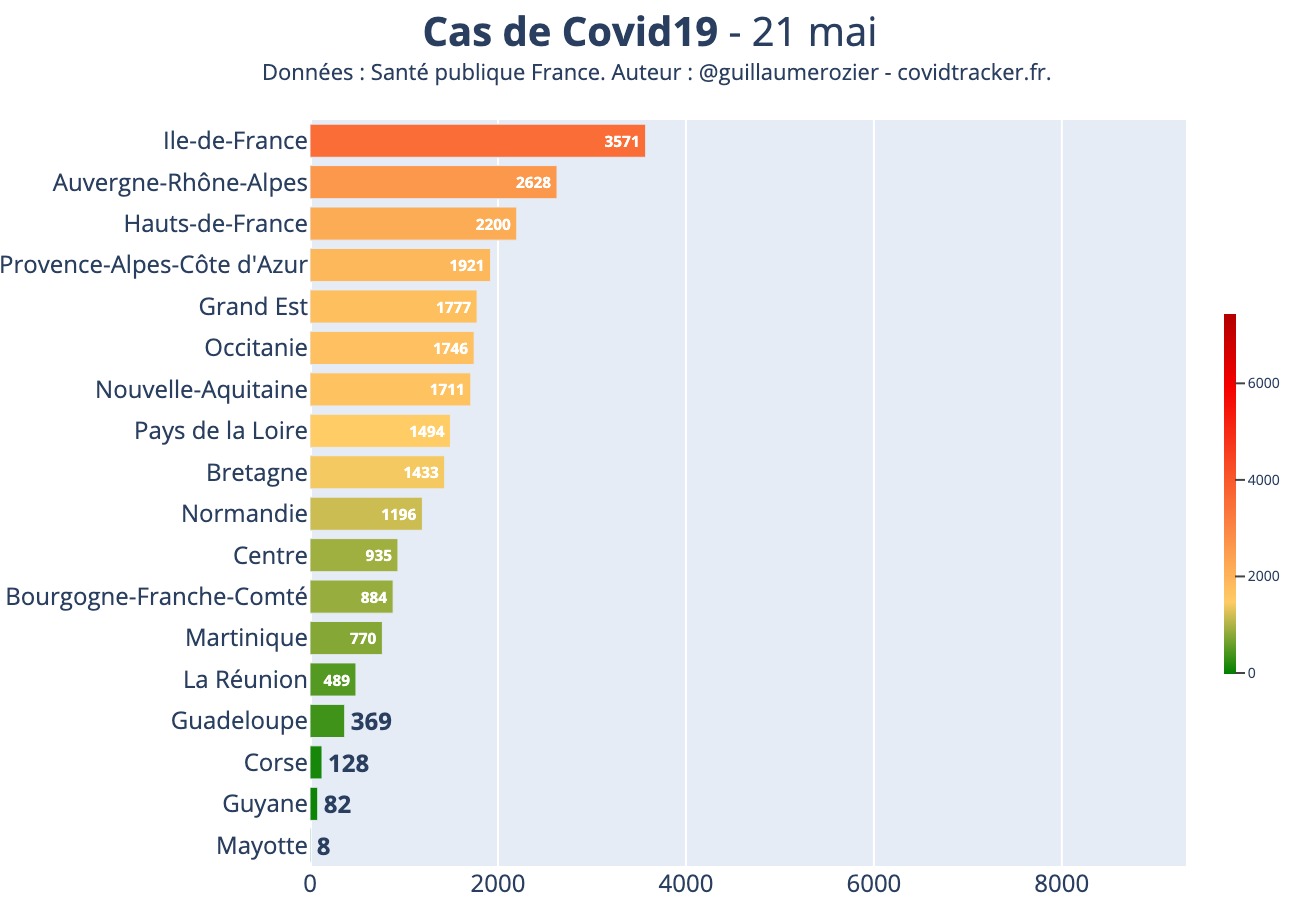 Cas de Covid19 - 21 mai
Données : Santé publique France. Auteur : @guillaumerozier - covidtracker.fr.
Ile-de-France 3571
Auvergne-Rhône-Alpes 2628
Hauts-de-France 2200
Provence-Alpes-Côte d'Azur 1921
Grand Est 1777
Occitanie 1746
Nouvelle-Aquitaine 1711
Pays de la Loire 1494
Bretagne 1433
Normandie 1196
Centre 935
Bourgogne-Franche-Comté 884
Martinique 770
La Réunion 489
Guadeloupe 369
Corse 128
Guyane 82
Mayotte 8
0 2000 4000 6000 8000
6000
4000
2000
0